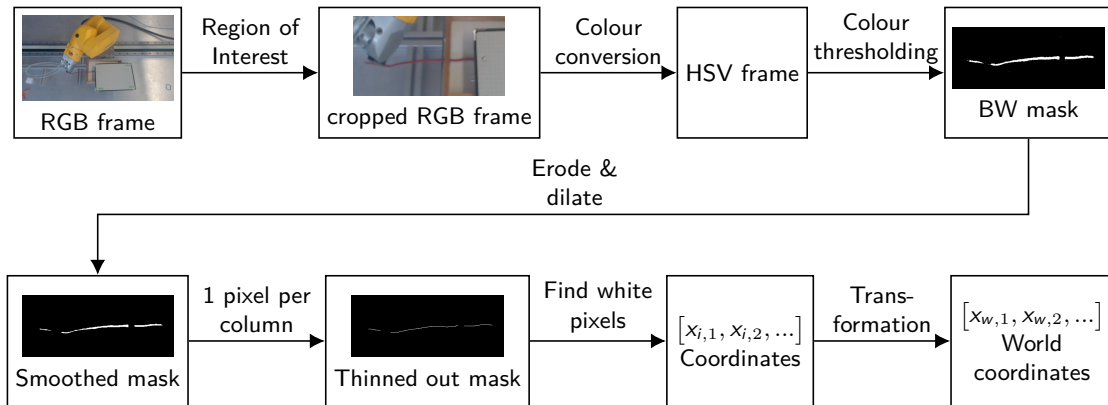 Region of
Interest
Colour
conversion
Colour
thresholding
RGB frame
cropped RGB frame
HSV frame
BW mask
Erode &
dilate
1 pixel per
column
Find white
pixels
Trans-
formation
Smoothed mask
Thinned out mask
[x_{i,1}, x_{i,2}, ...]
Coordinates
[x_{w,1}, x_{w,2}, ...]
World
coordinates